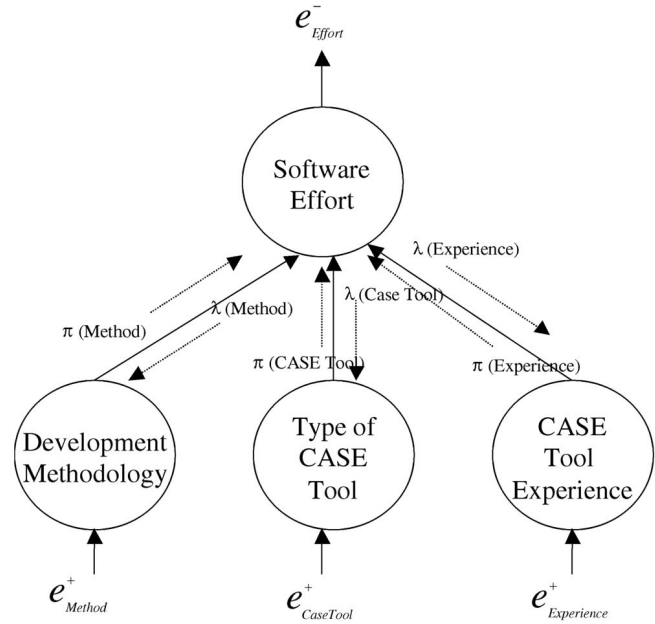 e⁻Effort
Software
Effort
λ (Experience)
π (Method)
λ (Method)
λ (Case Tool)
π (CASE Tool)
π (Experience)
Development
Methodology
Type of
CASE
Tool
CASE
Tool
Experience
e⁺Method
e⁺CaseTool
e⁺Experience